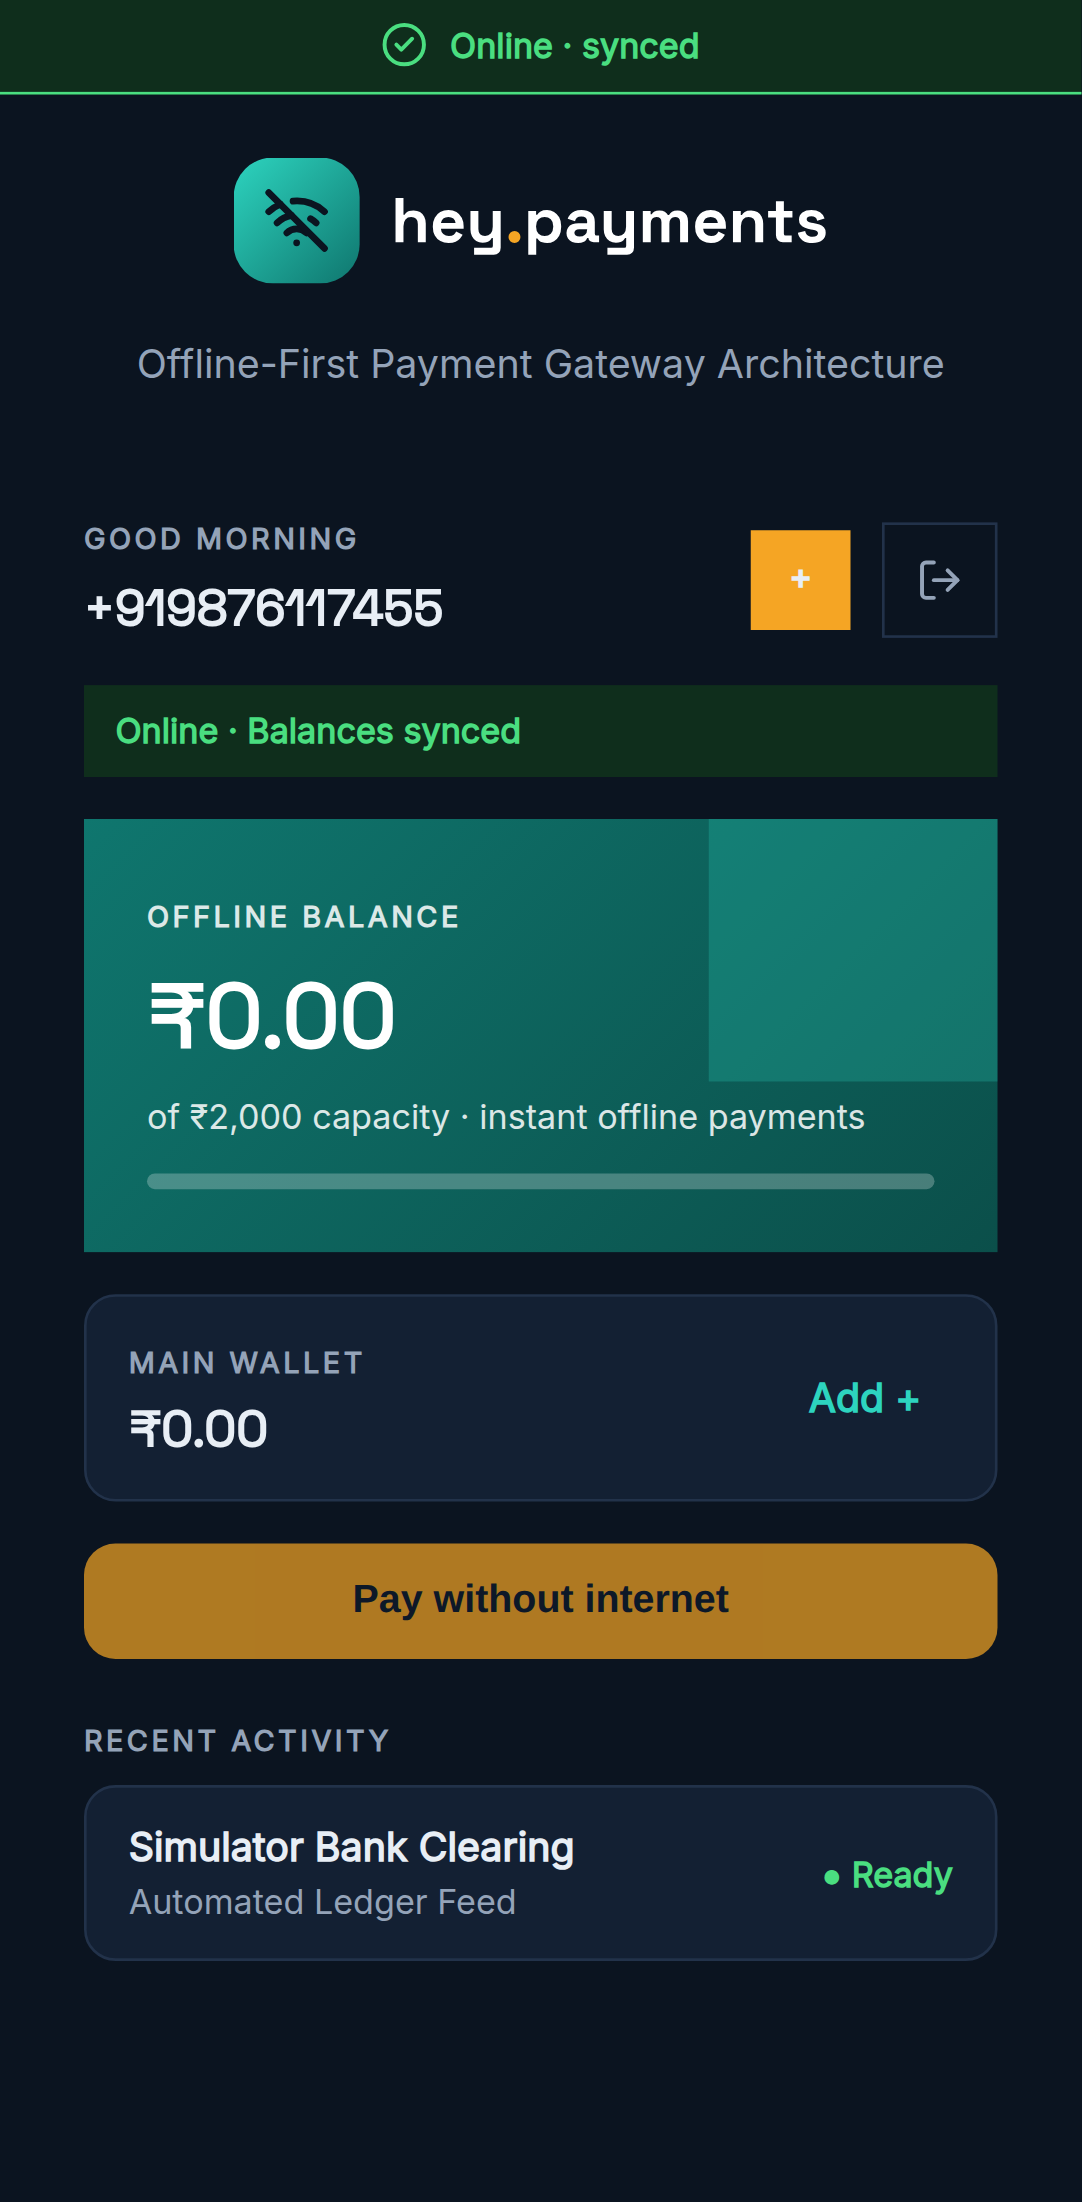 Online · synced
hey.payments
Offline-First Payment Gateway Architecture
GOOD MORNING
+919876117455
+
Online · Balances synced
OFFLINE BALANCE
₹0.00
of ₹2,000 capacity · instant offline payments
MAIN WALLET
₹0.00
Add +
Pay without internet
RECENT ACTIVITY
Simulator Bank Clearing
Automated Ledger Feed
● Ready